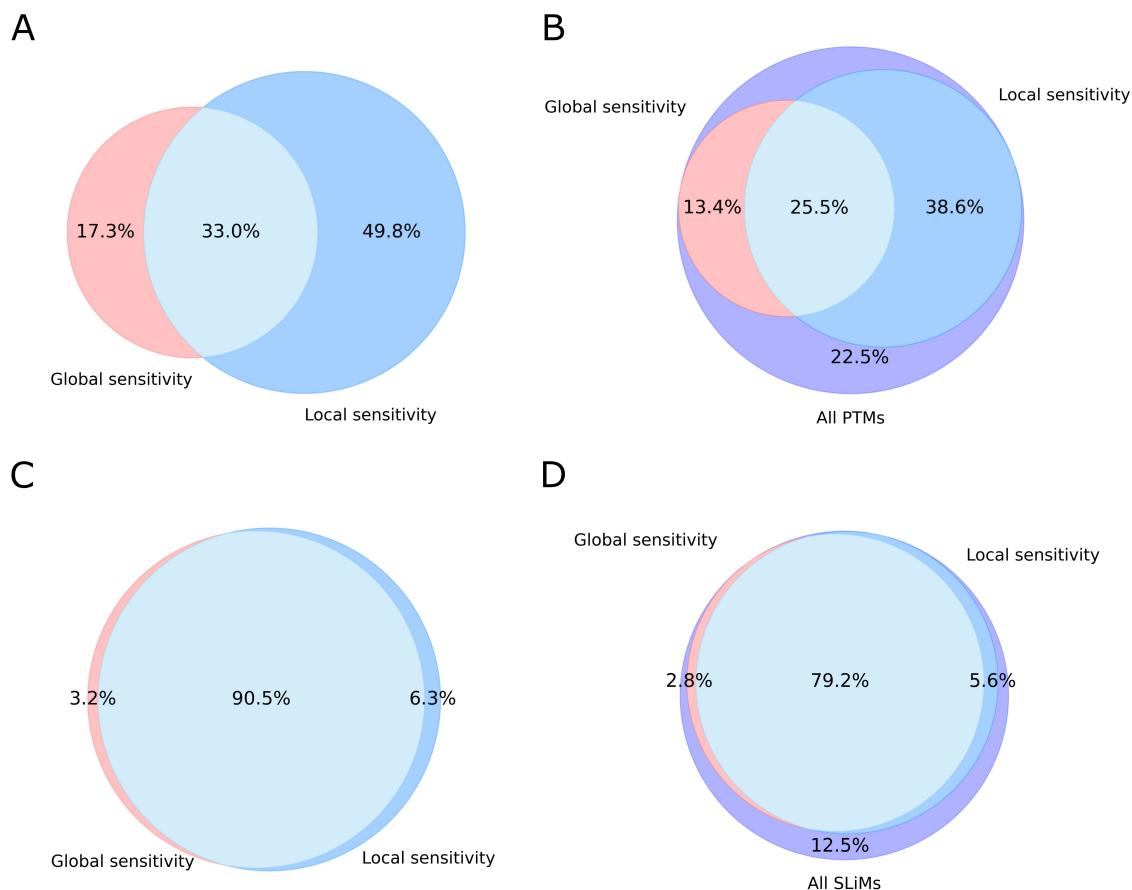 A
17.3%
33.0%
49.8%
Global sensitivity
Local sensitivity
B
Global sensitivity
Local sensitivity
13.4%
25.5%
38.6%
22.5%
All PTMs
C
3.2%
90.5%
6.3%
Global sensitivity
Local sensitivity
D
Global sensitivity
Local sensitivity
2.8%
79.2%
5.6%
12.5%
All SLiMs